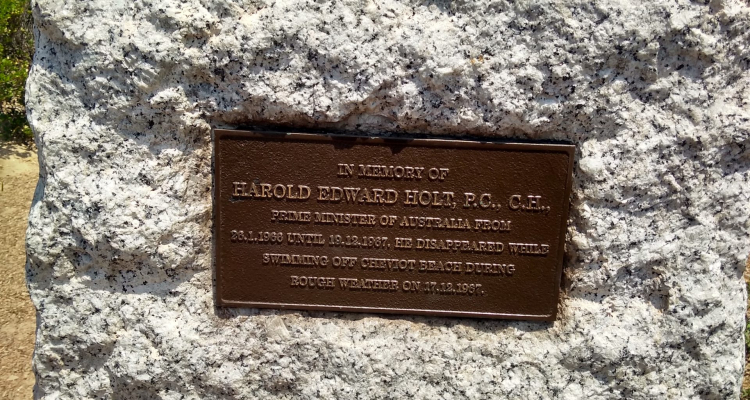 IN MEMORY OF
HAROLD EDWARD HOLT, P.C., C.H.,
PRIME MINISTER OF AUSTRALIA FROM
26.1.1966 UNTIL 19.12.1967. HE DISAPPEARED WHILE
SWIMMING OFF CHEVIOT BEACH DURING
ROUGH WEATHER ON 17.12.1967.